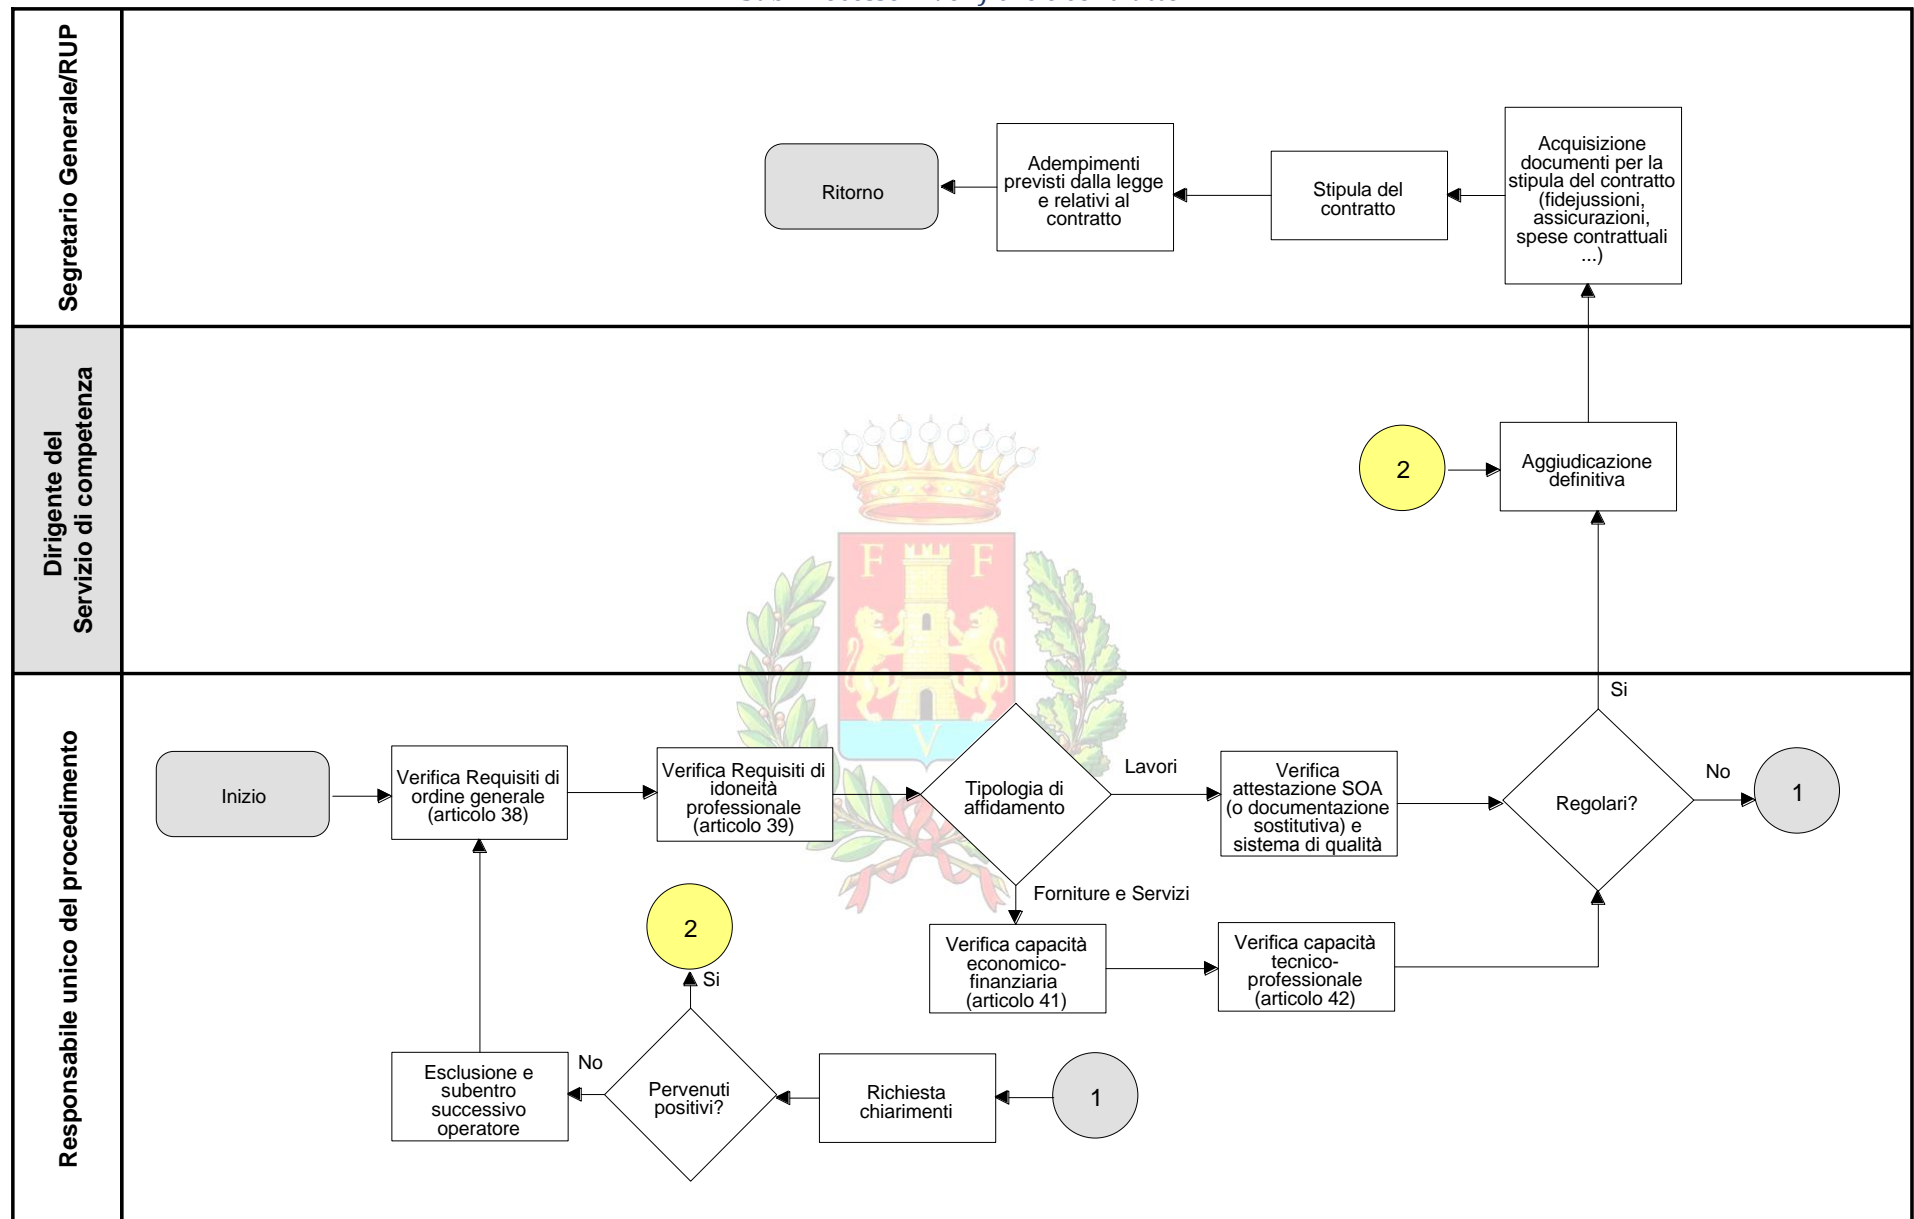 Segretario Generale/RUP
Ritorno
Adempimenti
previsti dalla legge
e relativi al
contratto
Stipula del
contratto
Acquisizione
documenti per la
stipula del contratto
(fidejussioni,
assicurazioni,
spese contrattuali
...)
Dirigente del
Servizio di competenza
2
Aggiudicazione
definitiva
F F
V
Responsabile unico del procedimento
Inizio
Verifica Requisiti di
ordine generale
(articolo 38)
Verifica Requisiti di
idoneità
professionale
(articolo 39)
Tipologia di
affidamento
Lavori
Verifica
attestazione SOA
(o documentazione
sostitutiva) e
sistema di qualità
Regolari?
Si
No
1
Forniture e Servizi
Verifica capacità
economico-
finanziaria
(articolo 41)
Verifica capacità
tecnico-
professionale
(articolo 42)
2
Si
Esclusione e
subentro
successivo
operatore
No
Pervenuti
positivi?
Richiesta
chiarimenti
1